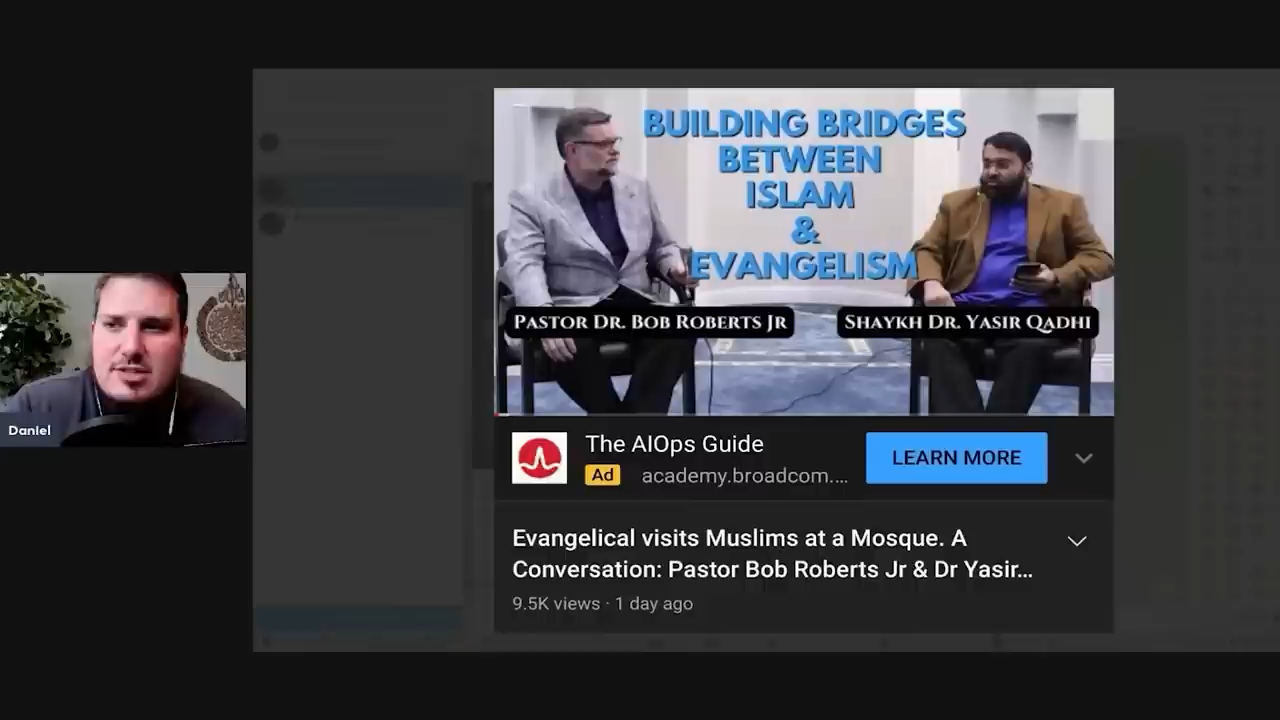 BUILDING BRIDGES
BETWEEN
ISLAM
&
EVANGELISM
PASTOR DR. BOB ROBERTS JR
SHAYKH DR. YASIR QADHI
Daniel
The AIOps Guide
Ad academy.broadcom....
LEARN MORE
Evangelical visits Muslims at a Mosque. A
Conversation: Pastor Bob Roberts Jr & Dr Yasir...
9.5K views · 1 day ago